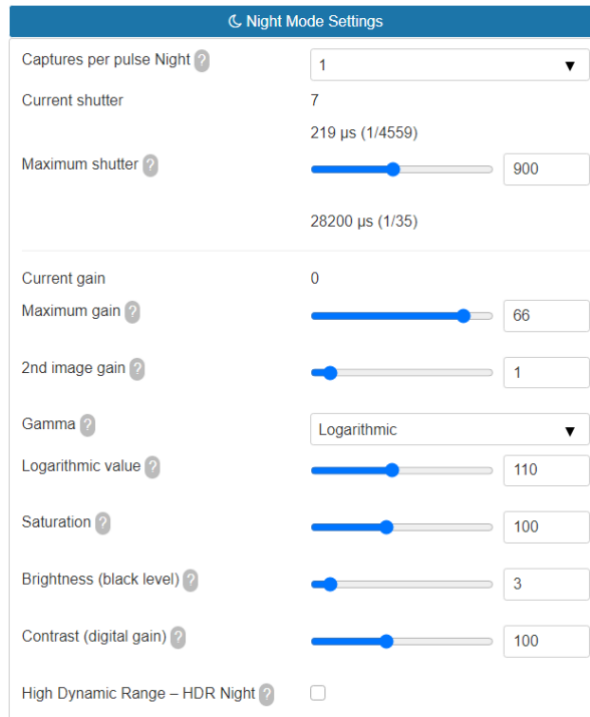 Night Mode Settings
Captures per pulse Night ? 1
Current shutter 7
219 µs (1/4559)
Maximum shutter ? 900
28200 µs (1/35)
Current gain 0
Maximum gain ? 66
2nd image gain ? 1
Gamma ? Logarithmic
Logarithmic value ? 110
Saturation ? 100
Brightness (black level) ? 3
Contrast (digital gain) ? 100
High Dynamic Range – HDR Night ?